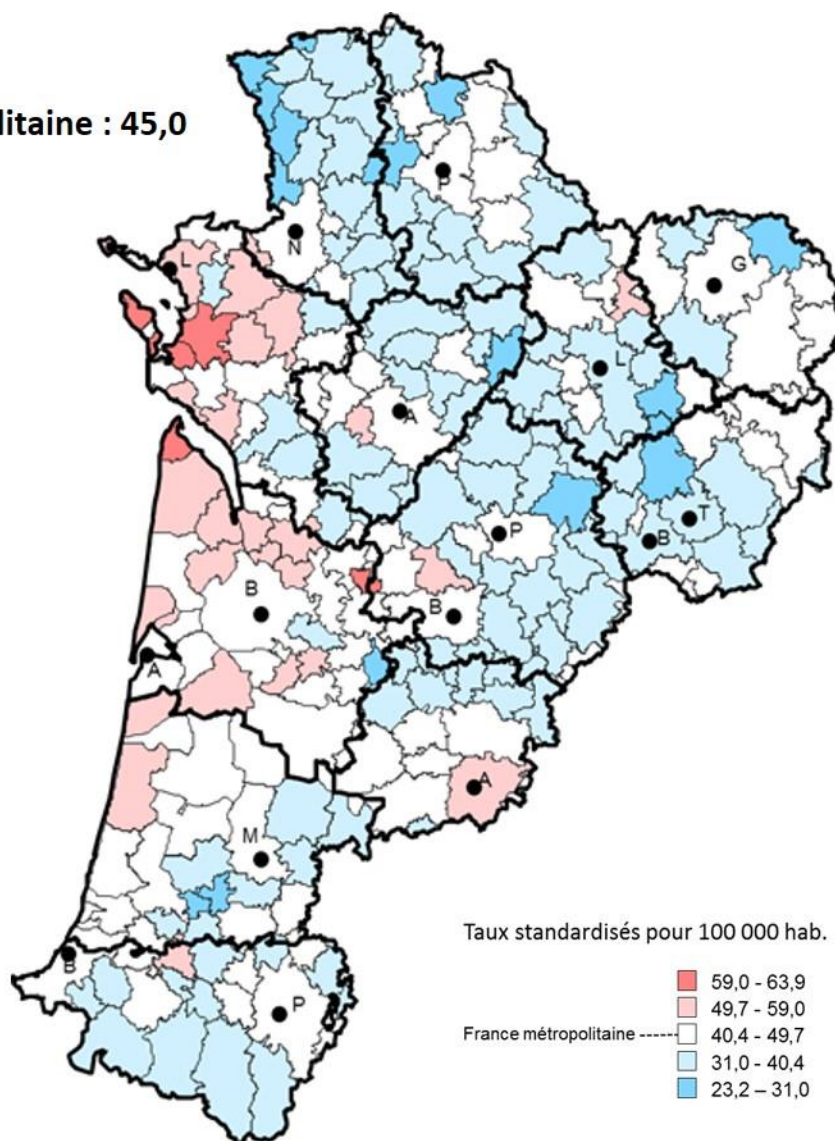 litaine : 45,0
P
N
L
G
L
A
T
B
P
B
B
A
A
M
B
P
Taux standardisés pour 100 000 hab.
59,0 - 63,9
49,7 - 59,0
France métropolitaine ------ 40,4 - 49,7
31,0 - 40,4
23,2 – 31,0